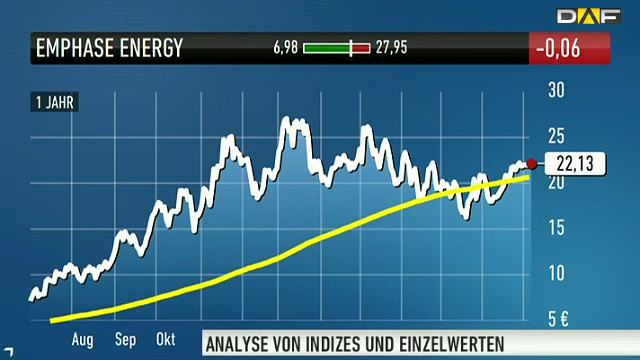 DAF
EMPHASE ENERGY 6,98 27,95 -0,06
1 JAHR
30
25
22,13
20
15
10
5 €
Aug Sep Okt
ANALYSE VON INDIZES UND EINZELWERTEN